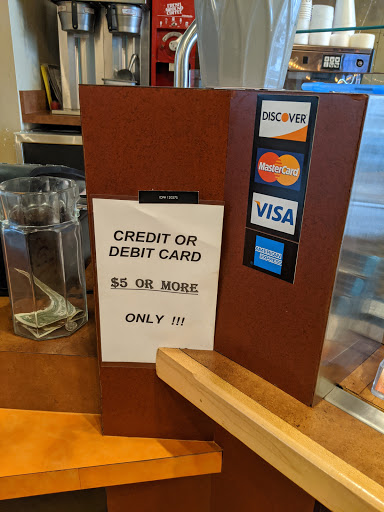 DISCOVER
MasterCard
VISA
AMERICAN
EXPRESS
CREDIT OR
DEBIT CARD
$5 OR MORE
ONLY !!!